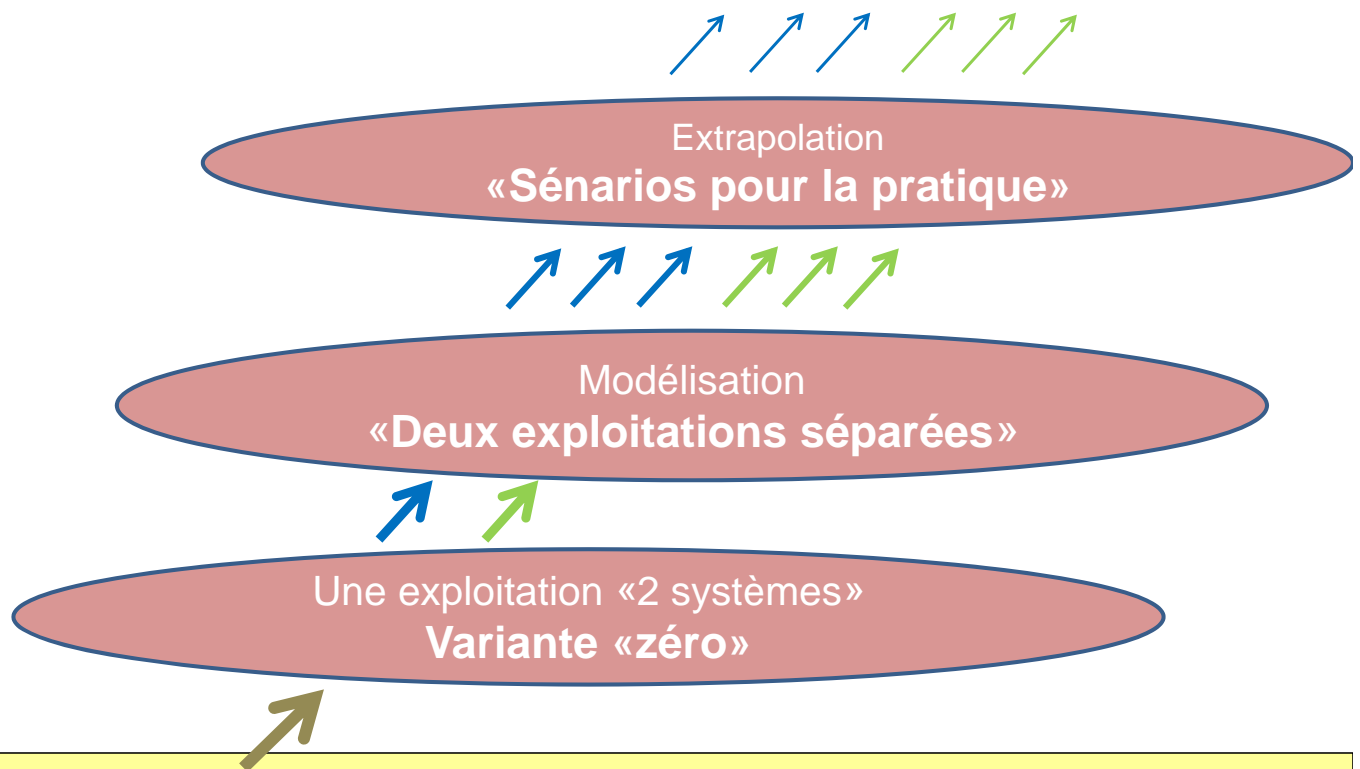 Extrapolation
«Sénarios pour la pratique»
Modélisation
«Deux exploitations séparées»
Une exploitation «2 systèmes»
Variante «zéro»